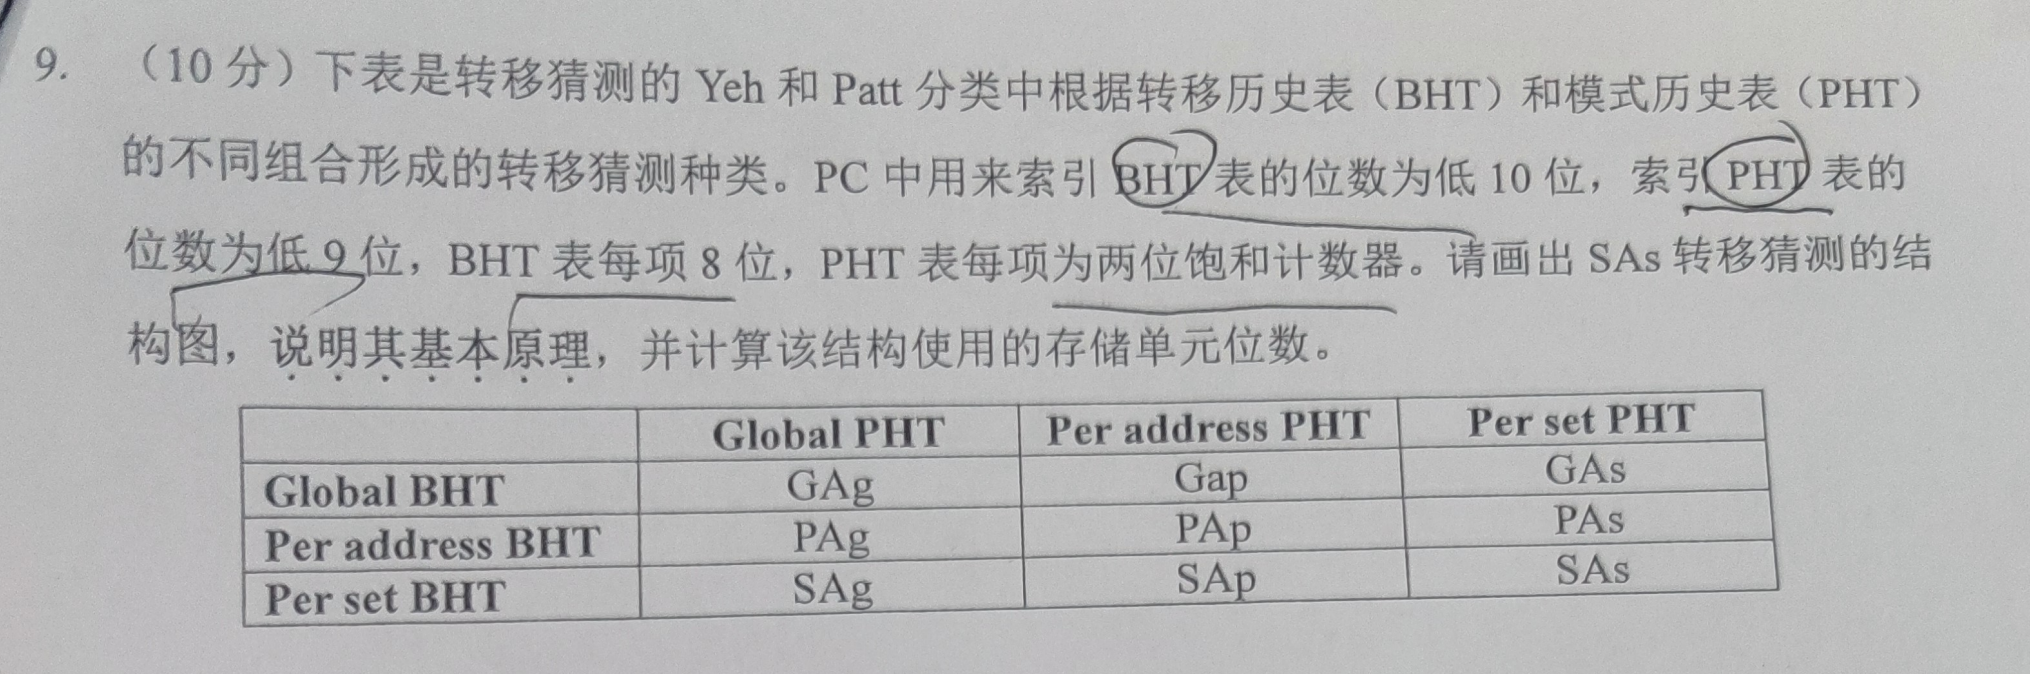 9. （10 分）下表是转移猜测的 Yeh 和 Patt 分类中根据转移历史表（BHT）和模式历史表（PHT）
的不同组合形成的转移猜测种类。PC 中用来索引 BHT 表的位数为低 10 位，索引 PHT 表的
位数为低 9 位，BHT 表每项 8 位，PHT 表每项为两位饱和计数器。请画出 SAs 转移猜测的结
构图，说明其基本原理，并计算该结构使用的存储单元位数。
Global PHT Per address PHT Per set PHT
Global BHT GAg Gap GAs
Per address BHT PAg PAp PAs
Per set BHT SAg SAp SAs